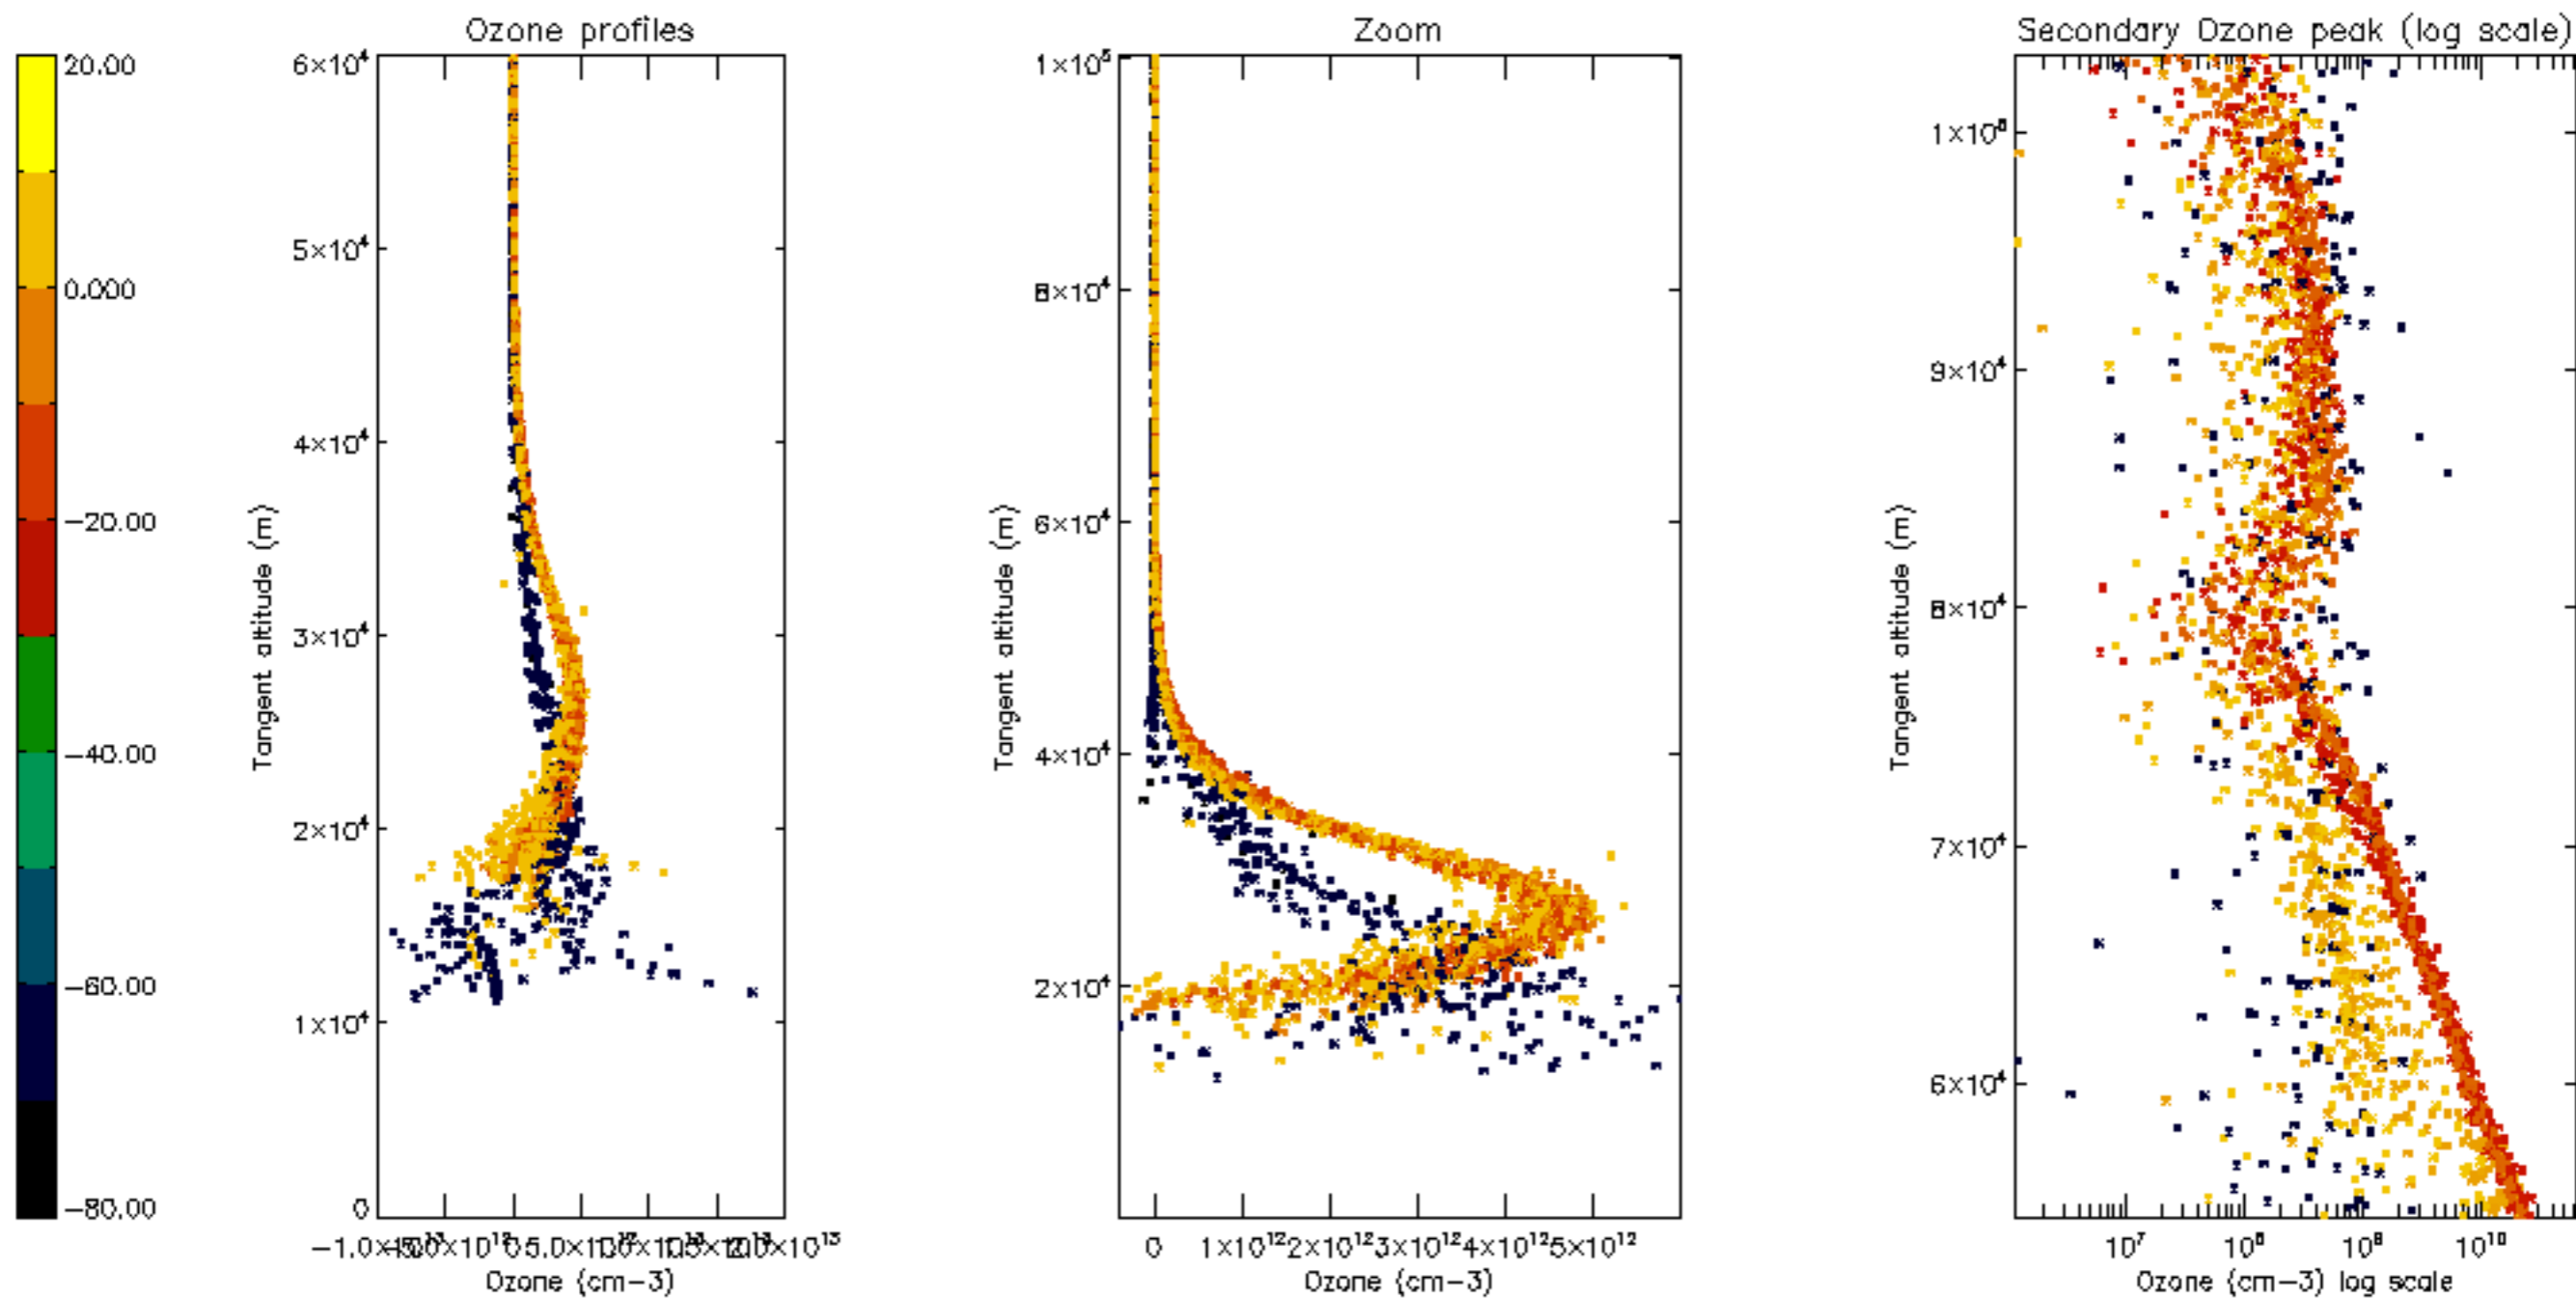 Ozone profiles
Zoom
Secondary Ozone peak (log scale)
20.00
0.000
−20.00
−40.00
−60.00
−80.00
6×10⁴
5×10⁴
4×10⁴
3×10⁴
2×10⁴
1×10⁴
0
Tangent altitude (m)
Ozone (cm−3)
1×10⁵
8×10⁴
6×10⁴
4×10⁴
2×10⁴
Tangent altitude (m)
0 1×10¹² 2×10¹² 3×10¹² 4×10¹² 5×10¹²
Ozone (cm−3)
9×10⁴
8×10⁴
7×10⁴
6×10⁴
Tangent altitude (m)
10⁷ 10⁸ 10⁹ 10¹⁰
Ozone (cm−3) log scale